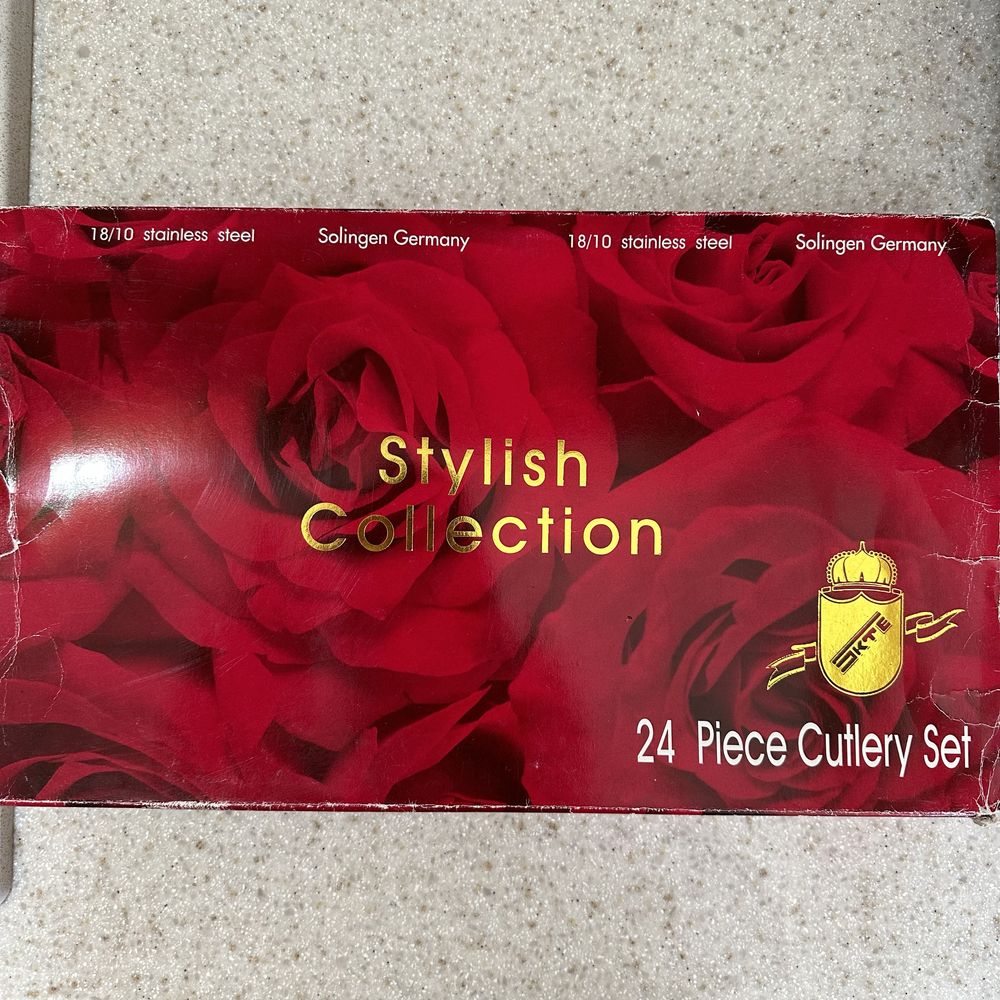 18/10 stainless steel Solingen Germany 18/10 stainless steel Solingen Germany
Stylish
Collection
SKTE
24 Piece Cutlery Set